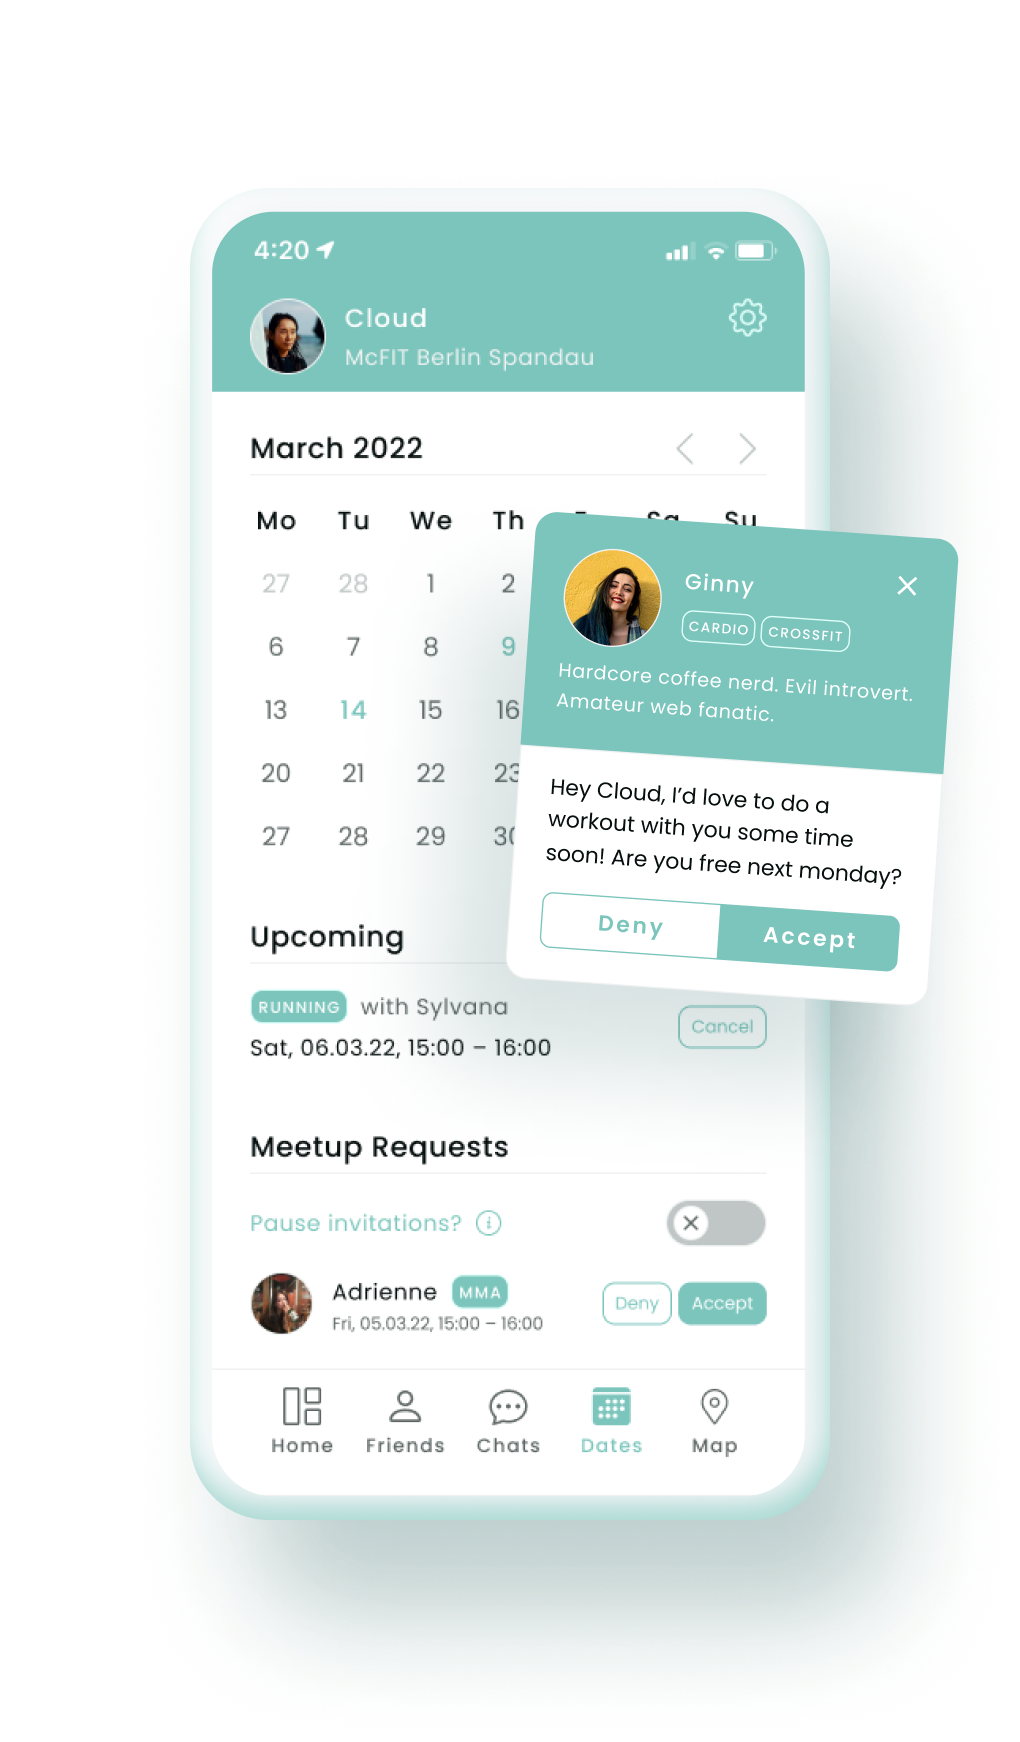 4:20
Cloud
McFIT Berlin Spandau
March 2022
Mo Tu We Th Sa Su
27 28 1 2
6 7 8 9
13 14 15 16
20 21 22 23
27 28 29 30
Ginny
CARDIO CROSSFIT
Hardcore coffee nerd. Evil introvert.
Amateur web fanatic.
Hey Cloud, I'd love to do a
workout with you some time
soon! Are you free next monday?
Deny Accept
Upcoming
RUNNING with Sylvana
Cancel
Sat, 06.03.22, 15:00 – 16:00
Meetup Requests
Pause invitations? i
Adrienne MMA
Fri, 05.03.22, 15:00 – 16:00
Deny Accept
Home Friends Chats Dates Map